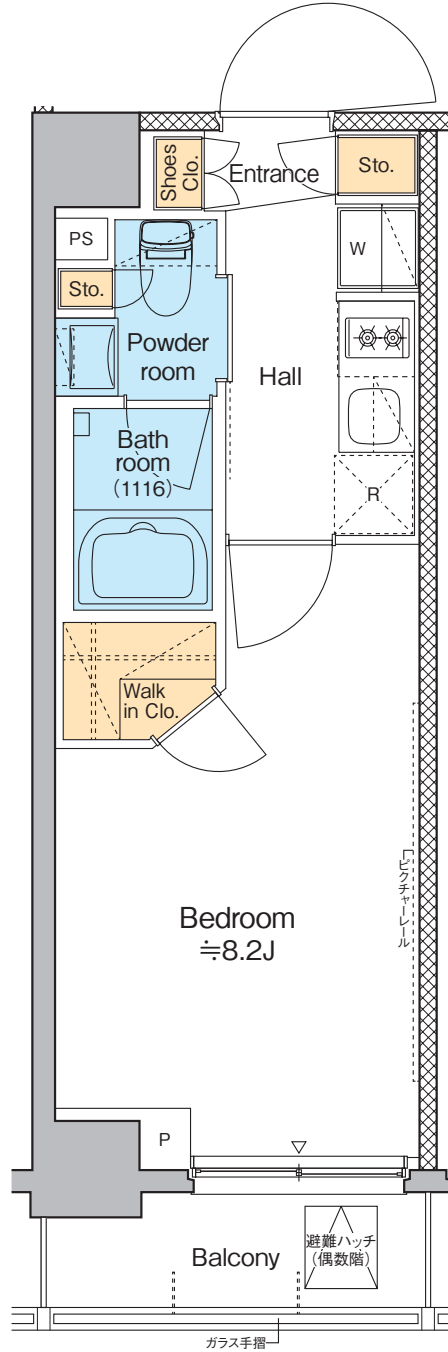 Shoes
Clo.
Entrance
Sto.
PS
W
Sto.
Powder
room
Hall
Bath
room
(1116)
R
Walk
in Clo.
ピクチャーレール
Bedroom
≒8.2J
P
避難ハッチ
(偶数階)
Balcony
ガラス手摺